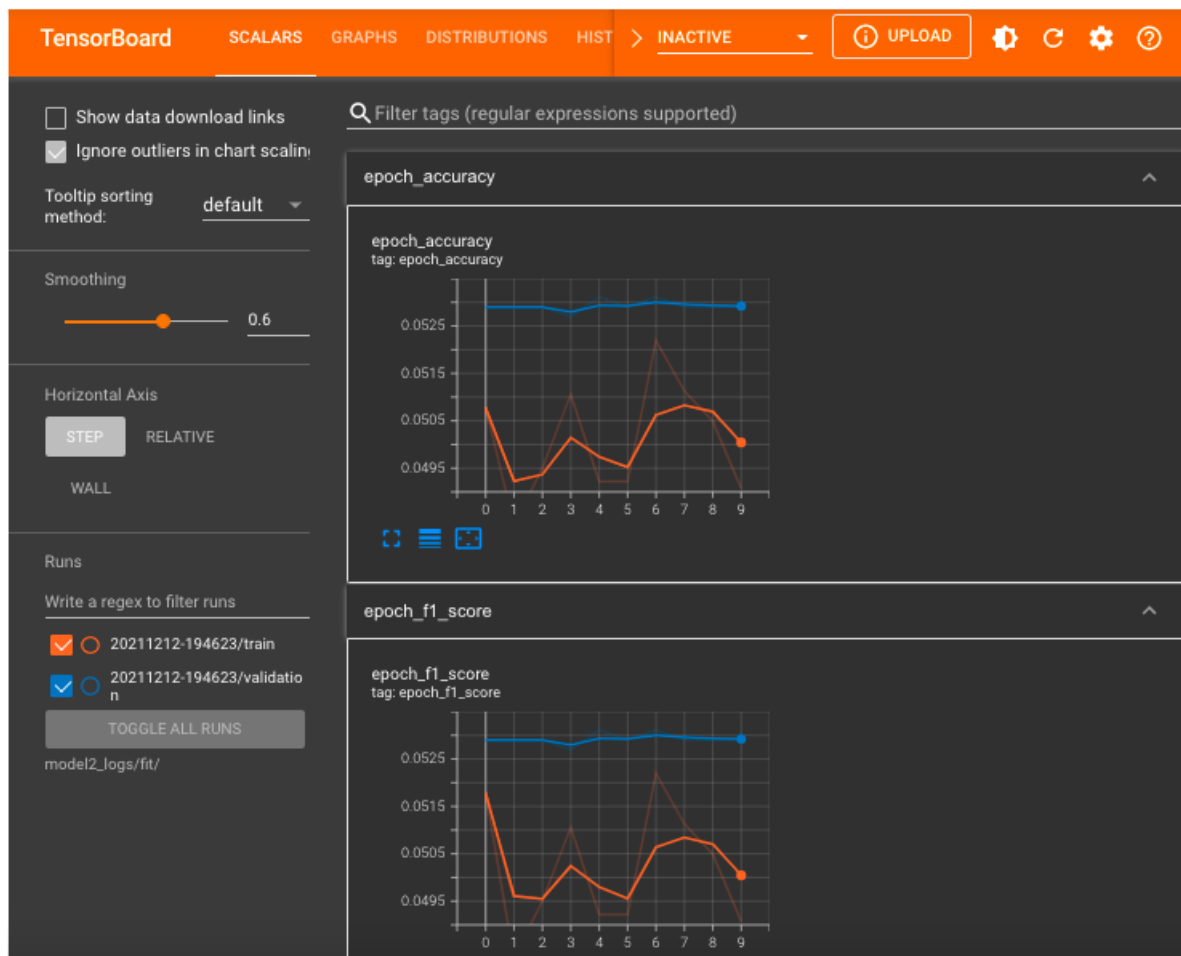 TensorBoard SCALARS GRAPHS DISTRIBUTIONS HIST INACTIVE UPLOAD
Show data download links
Ignore outliers in chart scaling
Tooltip sorting
method:
default
Smoothing
0.6
Horizontal Axis
STEP RELATIVE
WALL
Runs
Write a regex to filter runs
20211212-194623/train
20211212-194623/validatio
n
TOGGLE ALL RUNS
model2_logs/fit/
Filter tags (regular expressions supported)
epoch_accuracy
epoch_accuracy
tag: epoch_accuracy
0.0525
0.0515
0.0505
0.0495
0 1 2 3 4 5 6 7 8 9
epoch_f1_score
epoch_f1_score
tag: epoch_f1_score
0.0525
0.0515
0.0505
0.0495
0 1 2 3 4 5 6 7 8 9